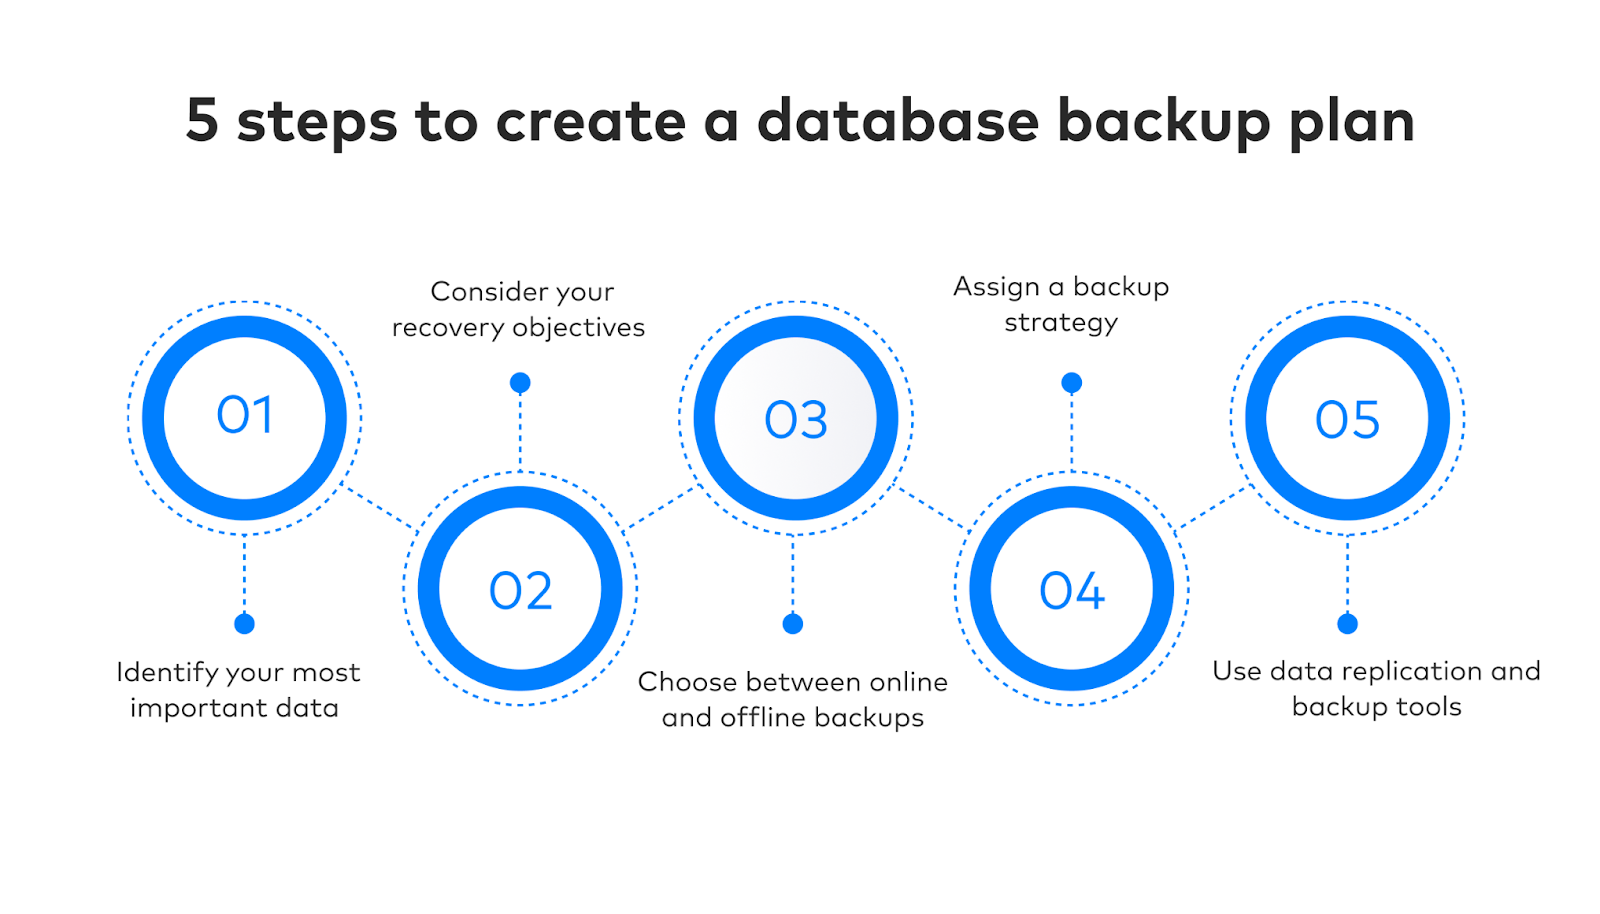 5 steps to create a database backup plan
01
Identify your most
important data
02
Consider your
recovery objectives
03
Choose between online
and offline backups
04
Assign a backup
strategy
05
Use data replication and
backup tools